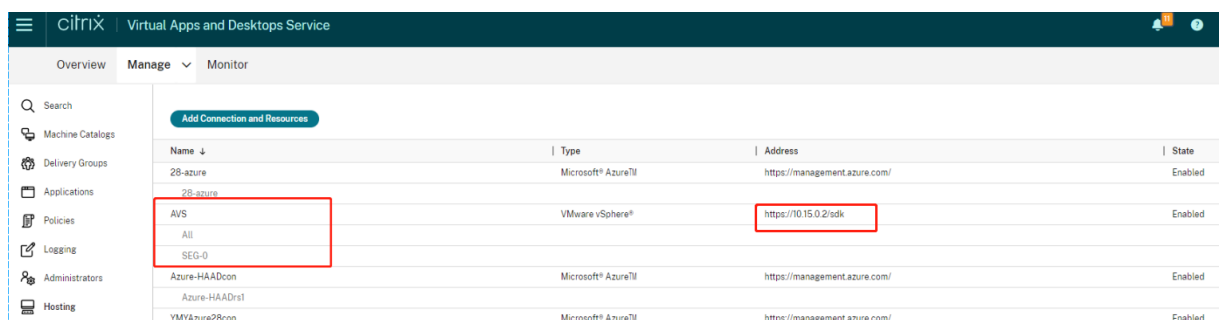 citrix | Virtual Apps and Desktops Service 11 ?
Overview Manage Monitor
Search
Add Connection and Resources
Machine Catalogs
Name ↓ Type Address State
Delivery Groups
28-azure Microsoft® Azure™ https://management.azure.com/ Enabled
Applications
28-azure
Policies
AVS VMware vSphere® https://10.15.0.2/sdk Enabled
All
Logging
SEG-0
Administrators
Azure-HAADcon Microsoft® Azure™ https://management.azure.com/ Enabled
Azure-HAADrs1
Hosting
YMYAzure28con Microsoft® Azure™ https://management.azure.com/ Enabled